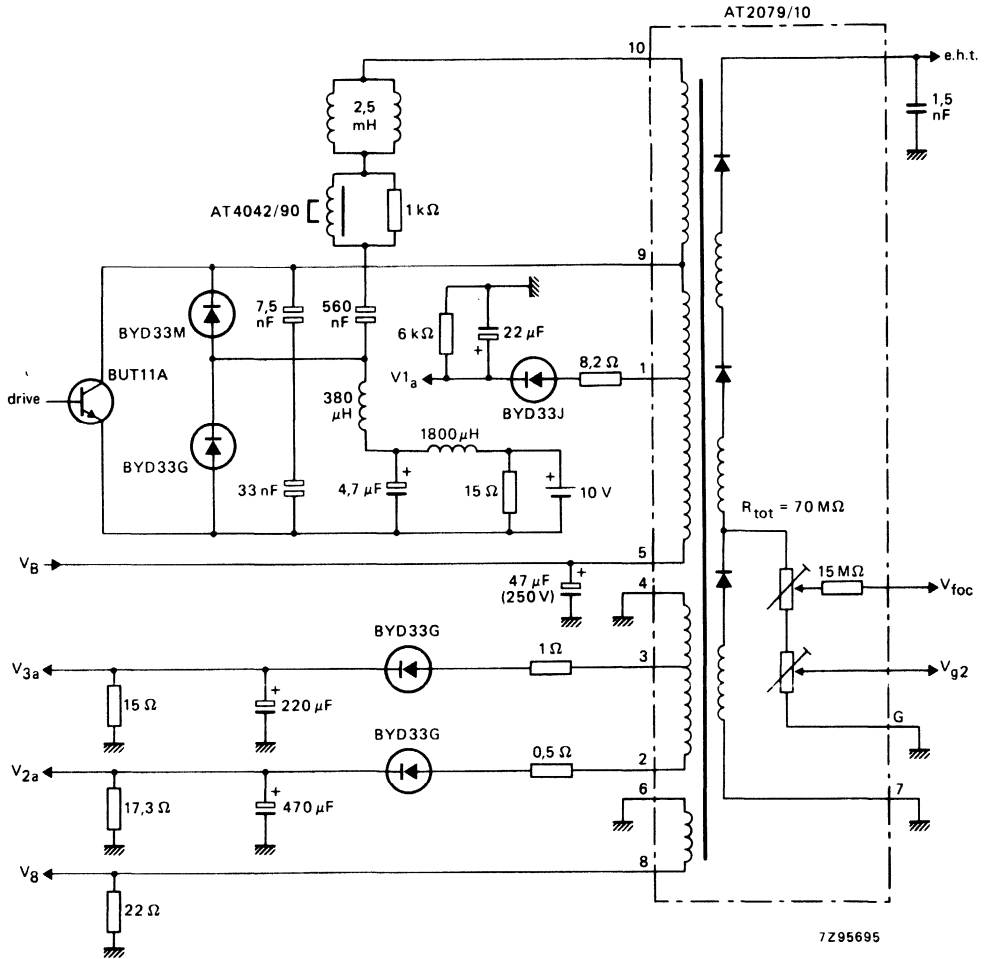 AT2079/10
10
e.h.t.
2,5
mH
1,5
nF
AT4042/90
1 kΩ
9
7,5
nF
560
nF
BYD33M
6 kΩ
22 μF
+
8,2 Ω
1
BUT11A
V1a
drive
380
μH
BYD33J
1800 μH
BYD33G
+
+
33 nF
4,7 μF
15 Ω
10 V
Rtot = 70 MΩ
VB
5
47 μF
(250 V)
+
4
15 MΩ
Vfoc
BYD33G
1 Ω
3
V3a
Vg2
+
15 Ω
220 μF
BYD33G
G
0,5 Ω
V2a
2
+
6
7
17,3 Ω
470 μF
V8
8
22 Ω
7Z95695